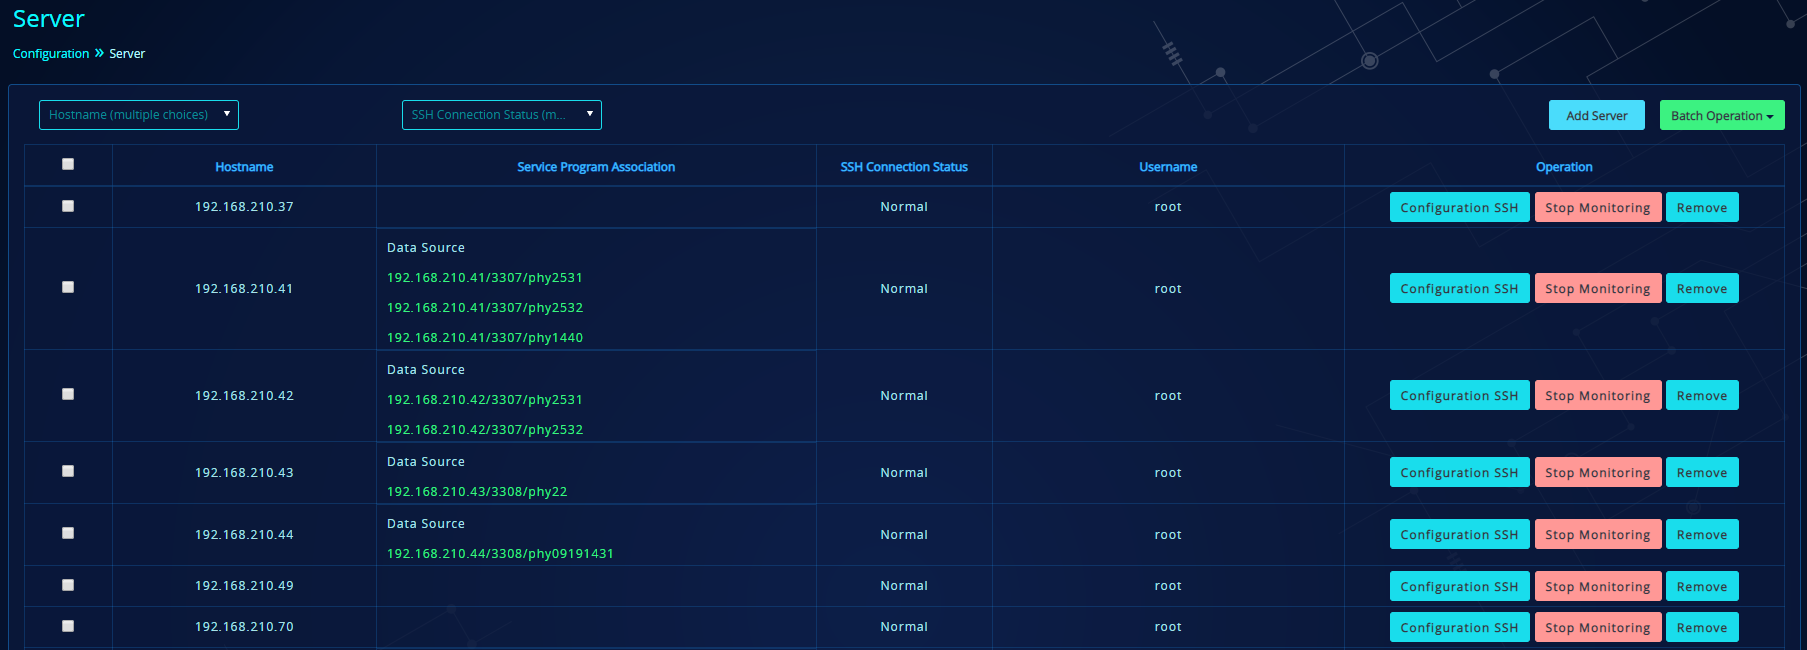 Server
Configuration » Server
Hostname (multiple choices) SSH Connection Status (m... Add Server Batch Operation
Hostname Service Program Association SSH Connection Status Username Operation
192.168.210.37 Normal root Configuration SSH Stop Monitoring Remove
Data Source
192.168.210.41/3307/phy2531
192.168.210.41 Normal root Configuration SSH Stop Monitoring Remove
192.168.210.41/3307/phy2532
192.168.210.41/3307/phy1440
Data Source
192.168.210.42 192.168.210.42/3307/phy2531 Normal root Configuration SSH Stop Monitoring Remove
192.168.210.42/3307/phy2532
Data Source
192.168.210.43 Normal root Configuration SSH Stop Monitoring Remove
192.168.210.43/3308/phy22
Data Source
192.168.210.44 Normal root Configuration SSH Stop Monitoring Remove
192.168.210.44/3308/phy09191431
192.168.210.49 Normal root Configuration SSH Stop Monitoring Remove
192.168.210.70 Normal root Configuration SSH Stop Monitoring Remove